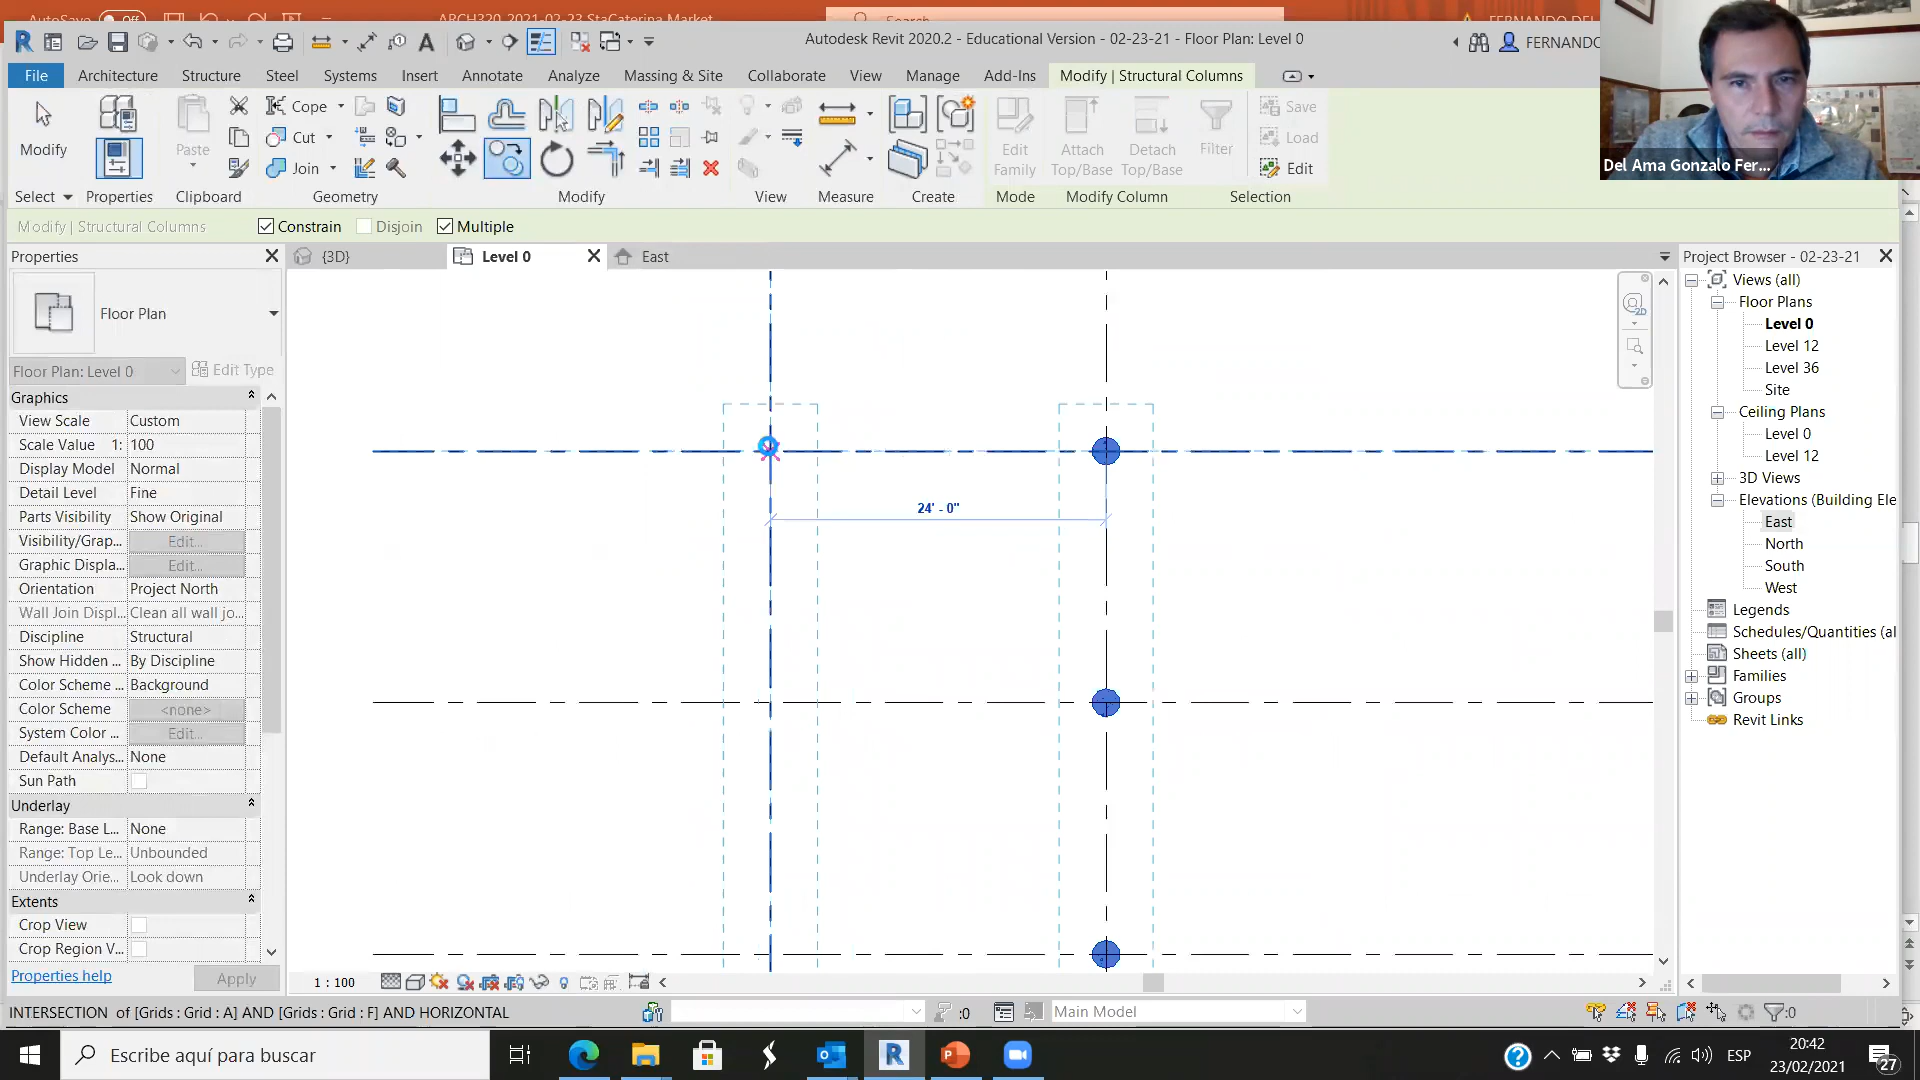 AutoSave Off
ARCH320_2021-02-23 StaCaterina Market
Search
FERNANDO DEL
Autodesk Revit 2020.2 - Educational Version - 02-23-21 - Floor Plan: Level 0
FERNANDO
File Architecture Structure Steel Systems Insert Annotate Analyze Massing & Site Collaborate View Manage Add-Ins Modify | Structural Columns
Modify
Paste
Cope
Cut
Join
Edit Family
Attach Top/Base
Detach Top/Base
Filter
Save
Load
Edit
Select Properties Clipboard Geometry Modify View Measure Create Mode Modify Column Selection
Del Ama Gonzalo Fer...
Modify | Structural Columns Constrain Disjoin Multiple
Properties
{3D} Level 0 East
Project Browser - 02-23-21
Floor Plan
Floor Plan: Level 0 Edit Type
Graphics
View Scale Custom
Scale Value 1: 100
Display Model Normal
Detail Level Fine
Parts Visibility Show Original
Visibility/Grap... Edit...
Graphic Displa... Edit...
Orientation Project North
Wall Join Displ... Clean all wall jo...
Discipline Structural
Show Hidden ... By Discipline
Color Scheme ... Background
Color Scheme <none>
System Color ... Edit...
Default Analys... None
Sun Path
Underlay
Range: Base L... None
Range: Top Le... Unbounded
Underlay Orie... Look down
Extents
Crop View
Crop Region V...
Properties help Apply
24' - 0"
2D
Views (all)
Floor Plans
Level 0
Level 12
Level 36
Site
Ceiling Plans
Level 0
Level 12
3D Views
Elevations (Building Ele
East
North
South
West
Legends
Schedules/Quantities (al
Sheets (all)
Families
Groups
Revit Links
1 : 100
INTERSECTION of [Grids : Grid : A] AND [Grids : Grid : F] AND HORIZONTAL
:0
Main Model
:0
Escribe aquí para buscar
ESP
20:42
23/02/2021
27